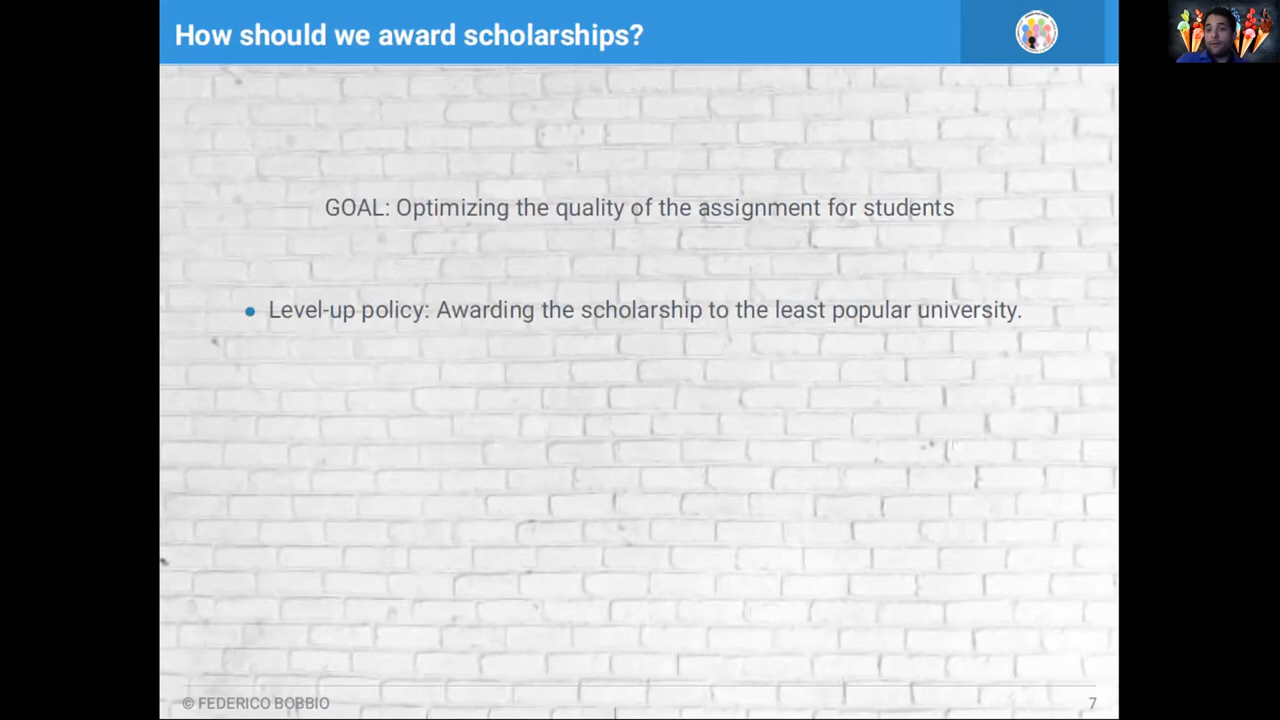 How should we award scholarships?
GOAL: Optimizing the quality of the assignment for students
● Level-up policy: Awarding the scholarship to the least popular university.
© FEDERICO BOBBIO
7